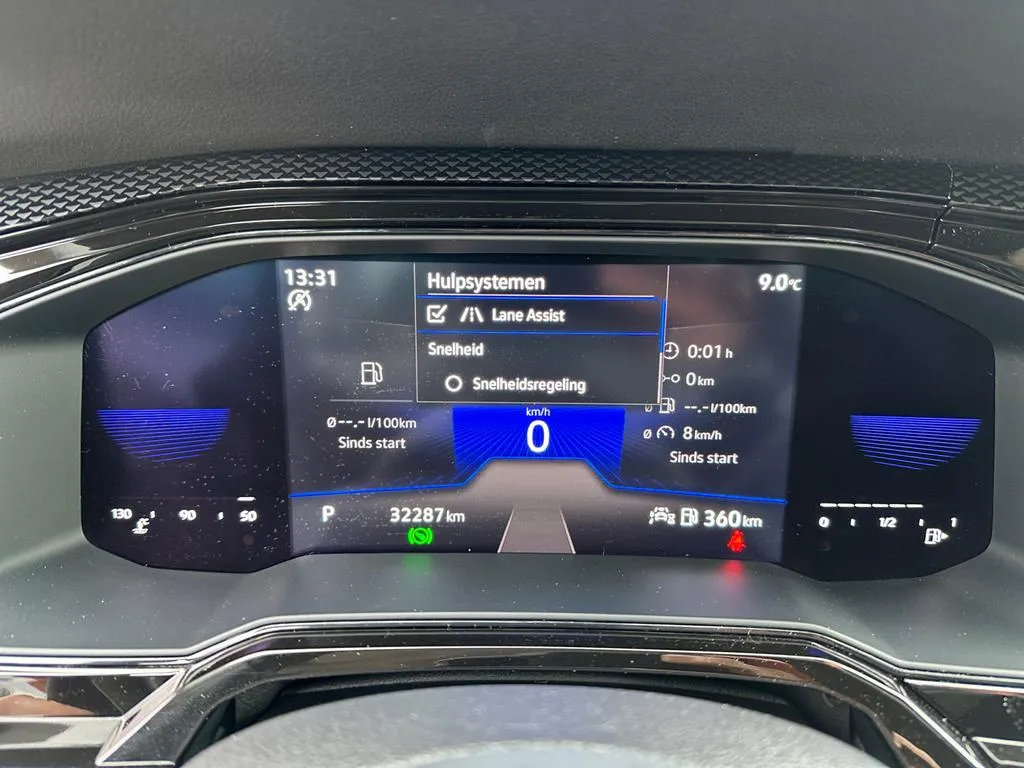 13:31
Hulpsystemen
9.0°C
Lane Assist
Snelheid
0:01 h
Snelheidsregeling
0 km
Ø --.- l/100km
Sinds start
km/h
0
Ø --.- l/100km
Ø 8 km/h
Sinds start
130 90 50
P
32287 km
360 km
0 1/2 1